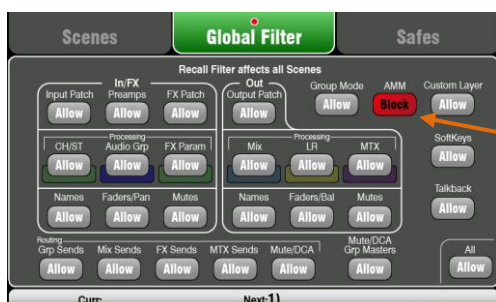 Scenes Global Filter Safes
Recall Filter affects all Scenes
In/FX Out
Input Patch Preamps FX Patch Output Patch Group Mode AMM Custom Layer
Allow Allow Allow Allow Allow Block Allow
Processing Processing SoftKeys
CH/ST Audio Grp FX Param Mix LR MTX
Allow Allow Allow Allow Allow Allow Allow
Talkback
Names Faders/Pan Mutes Names Faders/Bal Mutes
Allow Allow Allow Allow Allow Allow Allow
Routing Mute/DCA
Grp Sends Mix Sends FX Sends MTX Sends Mute/DCA Grp Masters All
Allow Allow Allow Allow Allow Allow Allow
Curr: Next:1)